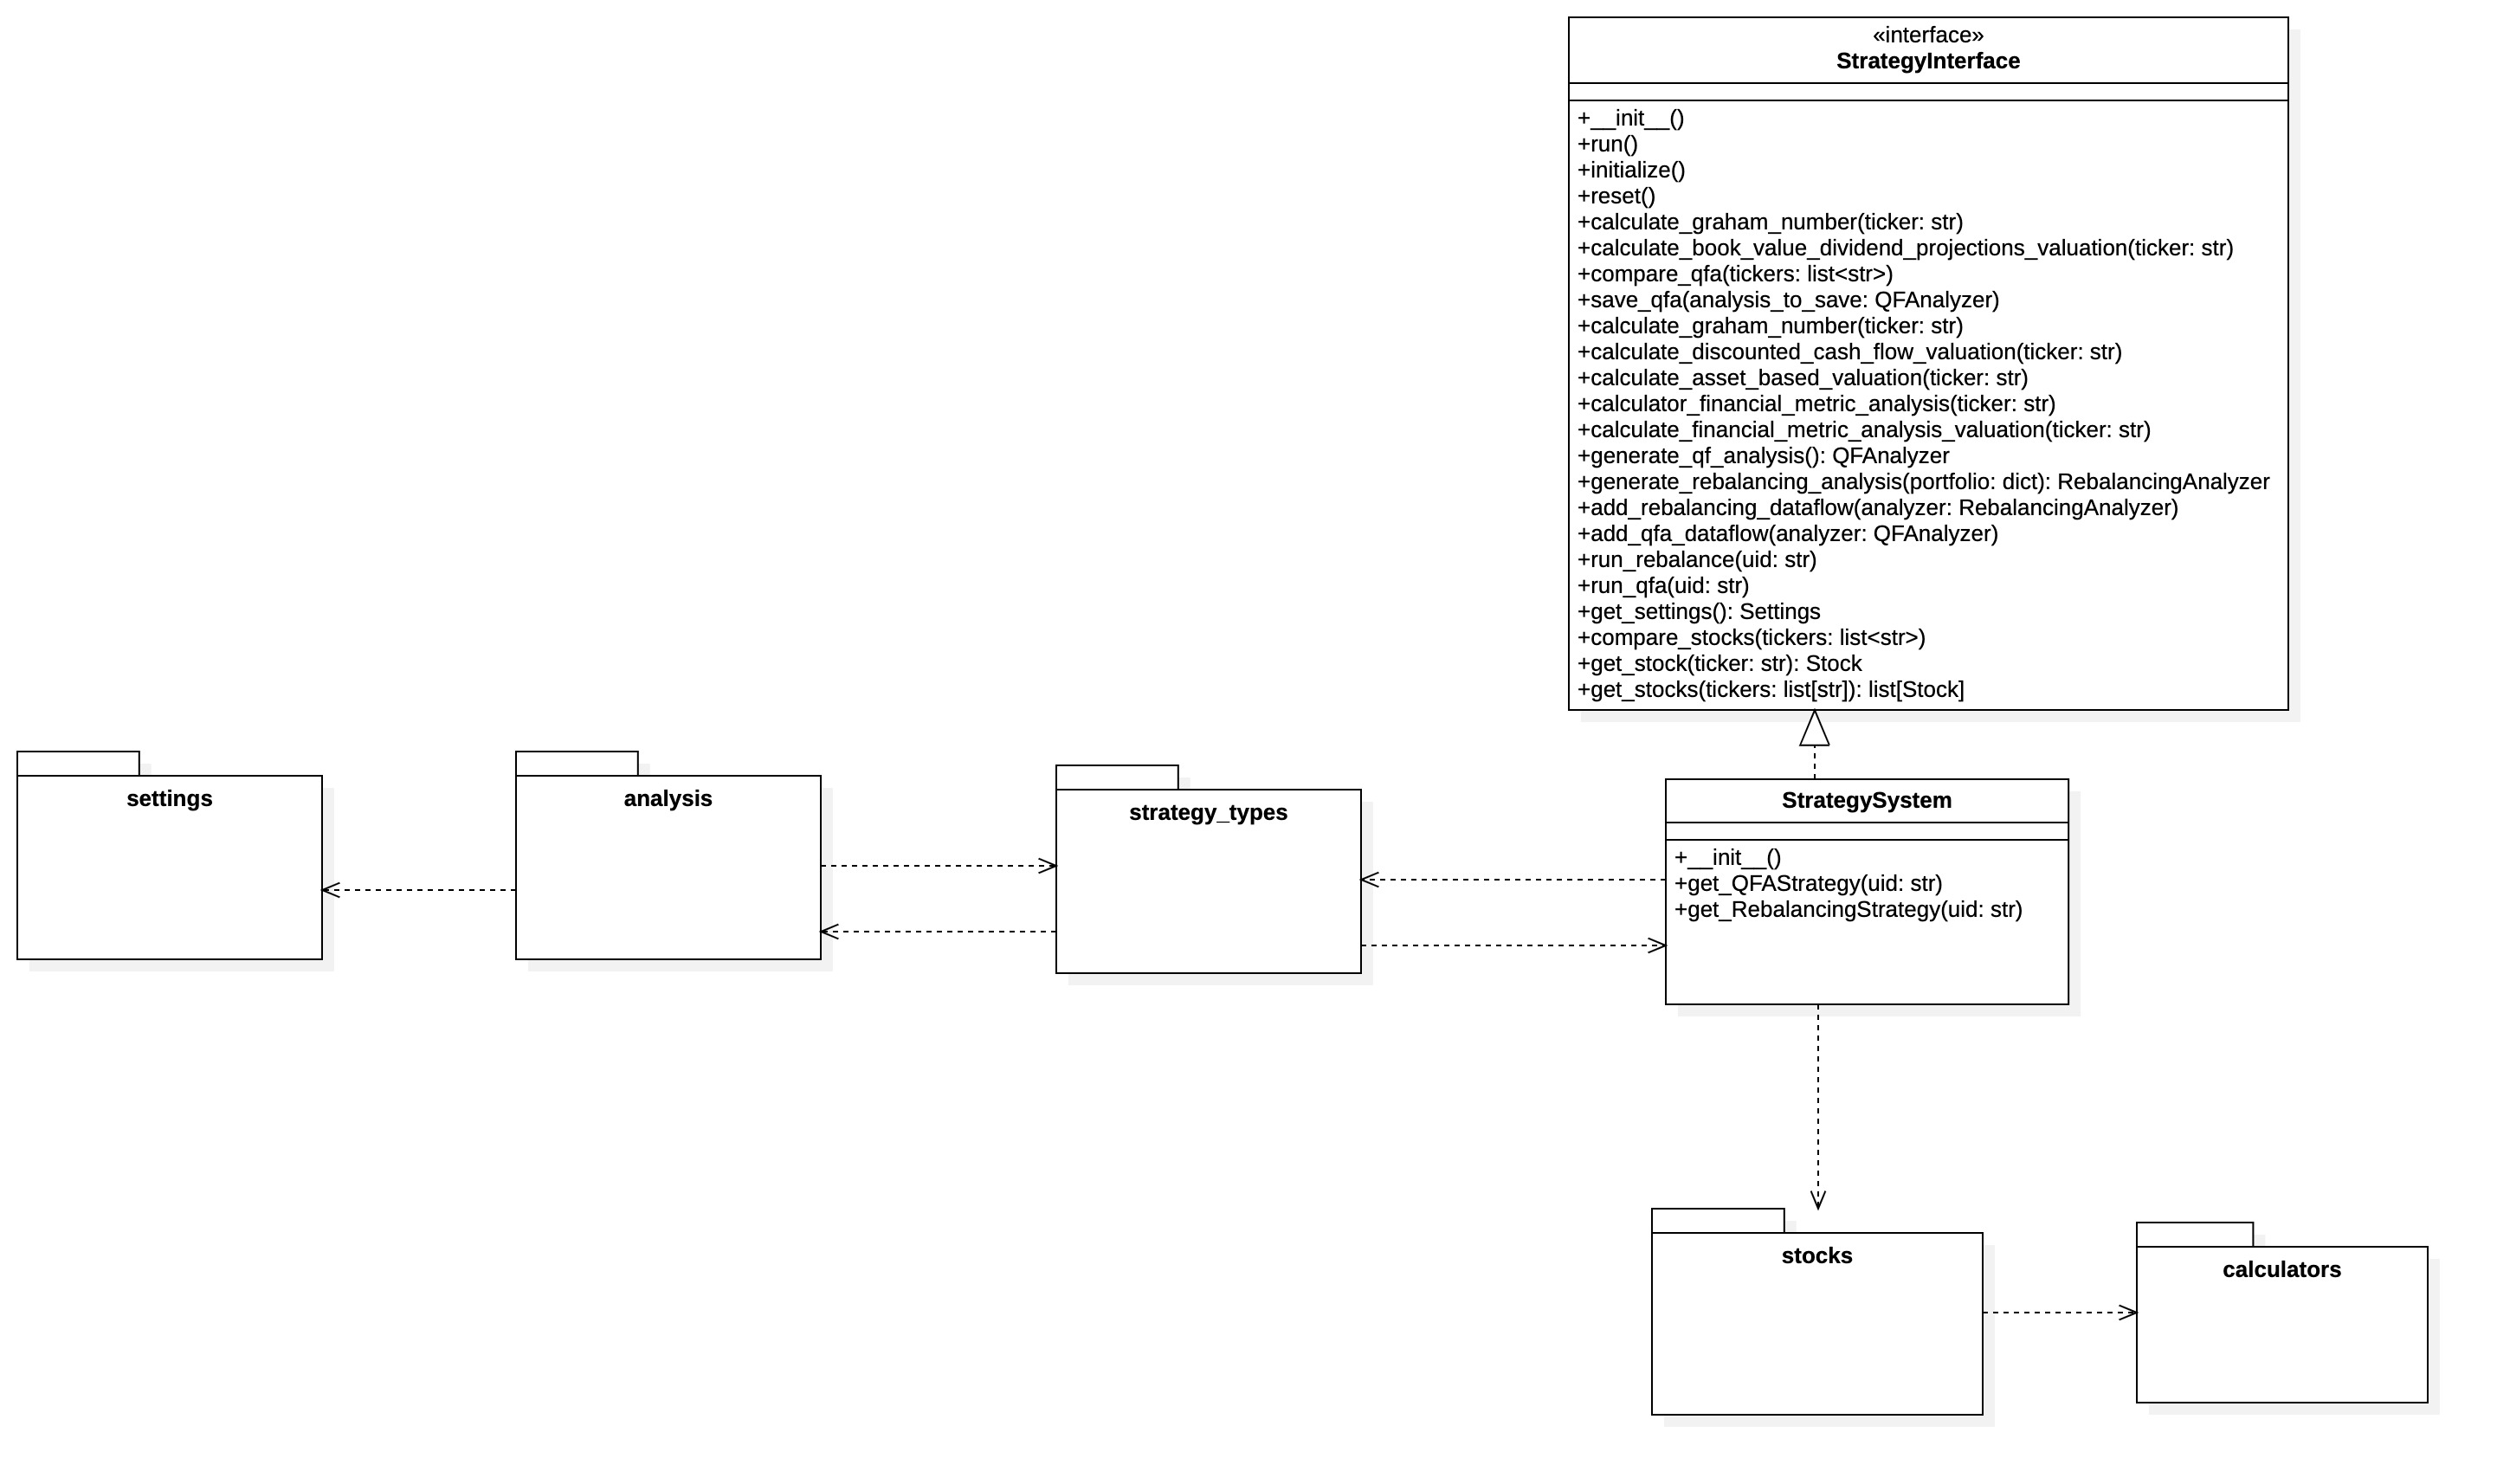 «interface»
StrategyInterface
+__init__()
+run()
+initialize()
+reset()
+calculate_graham_number(ticker: str)
+calculate_book_value_dividend_projections_valuation(ticker: str)
+compare_qfa(tickers: list<str>)
+save_qfa(analysis_to_save: QFAnalyzer)
+calculate_graham_number(ticker: str)
+calculate_discounted_cash_flow_valuation(ticker: str)
+calculate_asset_based_valuation(ticker: str)
+calculator_financial_metric_analysis(ticker: str)
+calculate_financial_metric_analysis_valuation(ticker: str)
+generate_qf_analysis(): QFAnalyzer
+generate_rebalancing_analysis(portfolio: dict): RebalancingAnalyzer
+add_rebalancing_dataflow(analyzer: RebalancingAnalyzer)
+add_qfa_dataflow(analyzer: QFAnalyzer)
+run_rebalance(uid: str)
+run_qfa(uid: str)
+get_settings(): Settings
+compare_stocks(tickers: list<str>)
+get_stock(ticker: str): Stock
+get_stocks(tickers: list[str]): list[Stock]
settings
analysis
strategy_types
StrategySystem
+__init__()
+get_QFAStrategy(uid: str)
+get_RebalancingStrategy(uid: str)
stocks
calculators